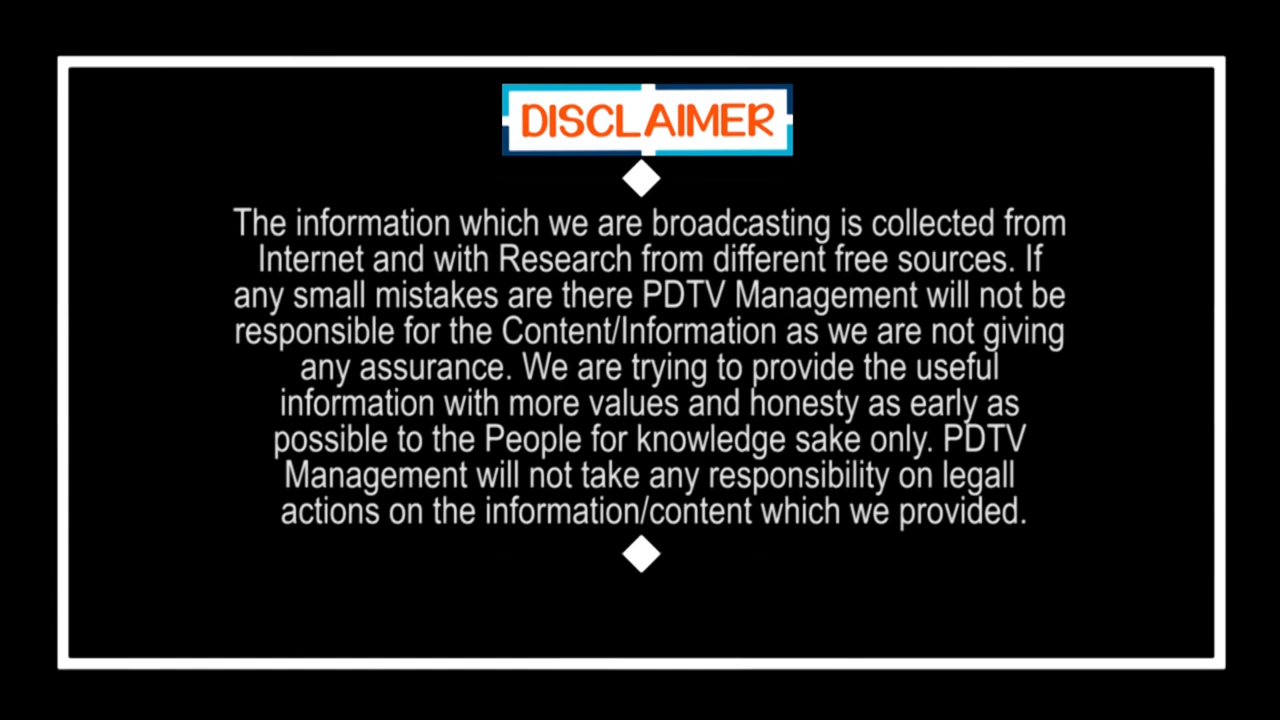 DISCLAIMER
The information which we are broadcasting is collected from
Internet and with Research from different free sources. If
any small mistakes are there PDTV Management will not be
responsible for the Content/Information as we are not giving
any assurance. We are trying to provide the useful
information with more values and honesty as early as
possible to the People for knowledge sake only. PDTV
Management will not take any responsibility on legall
actions on the information/content which we provided.